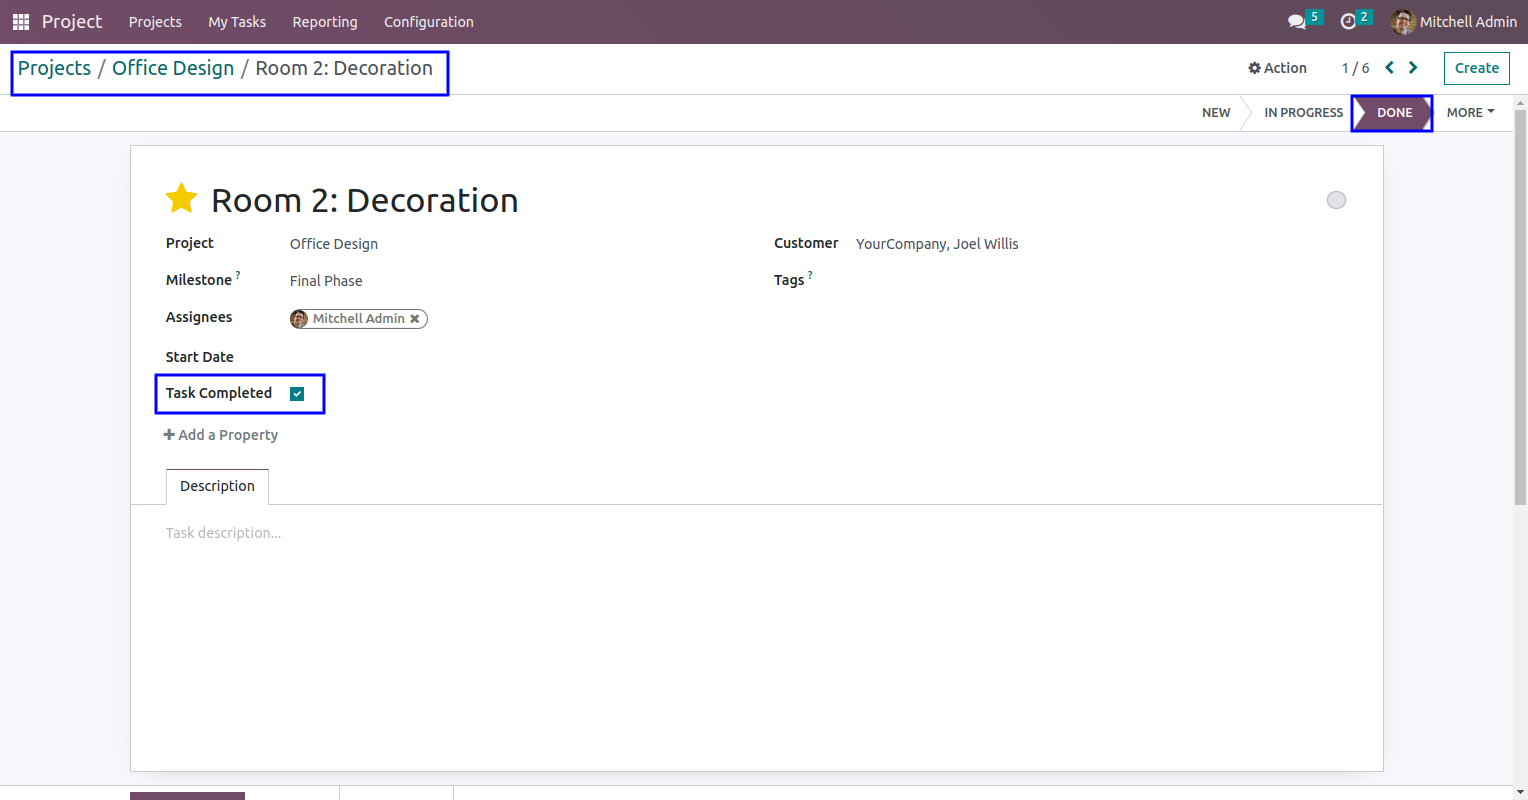 Project Projects My Tasks Reporting Configuration 5 2 Mitchell Admin
Projects / Office Design / Room 2: Decoration Action 1 / 6 Create
NEW IN PROGRESS DONE MORE
Room 2: Decoration
Project Office Design Customer YourCompany, Joel Willis
Milestone ? Final Phase Tags ?
Assignees Mitchell Admin
Start Date
Task Completed
Add a Property
Description
Task description...